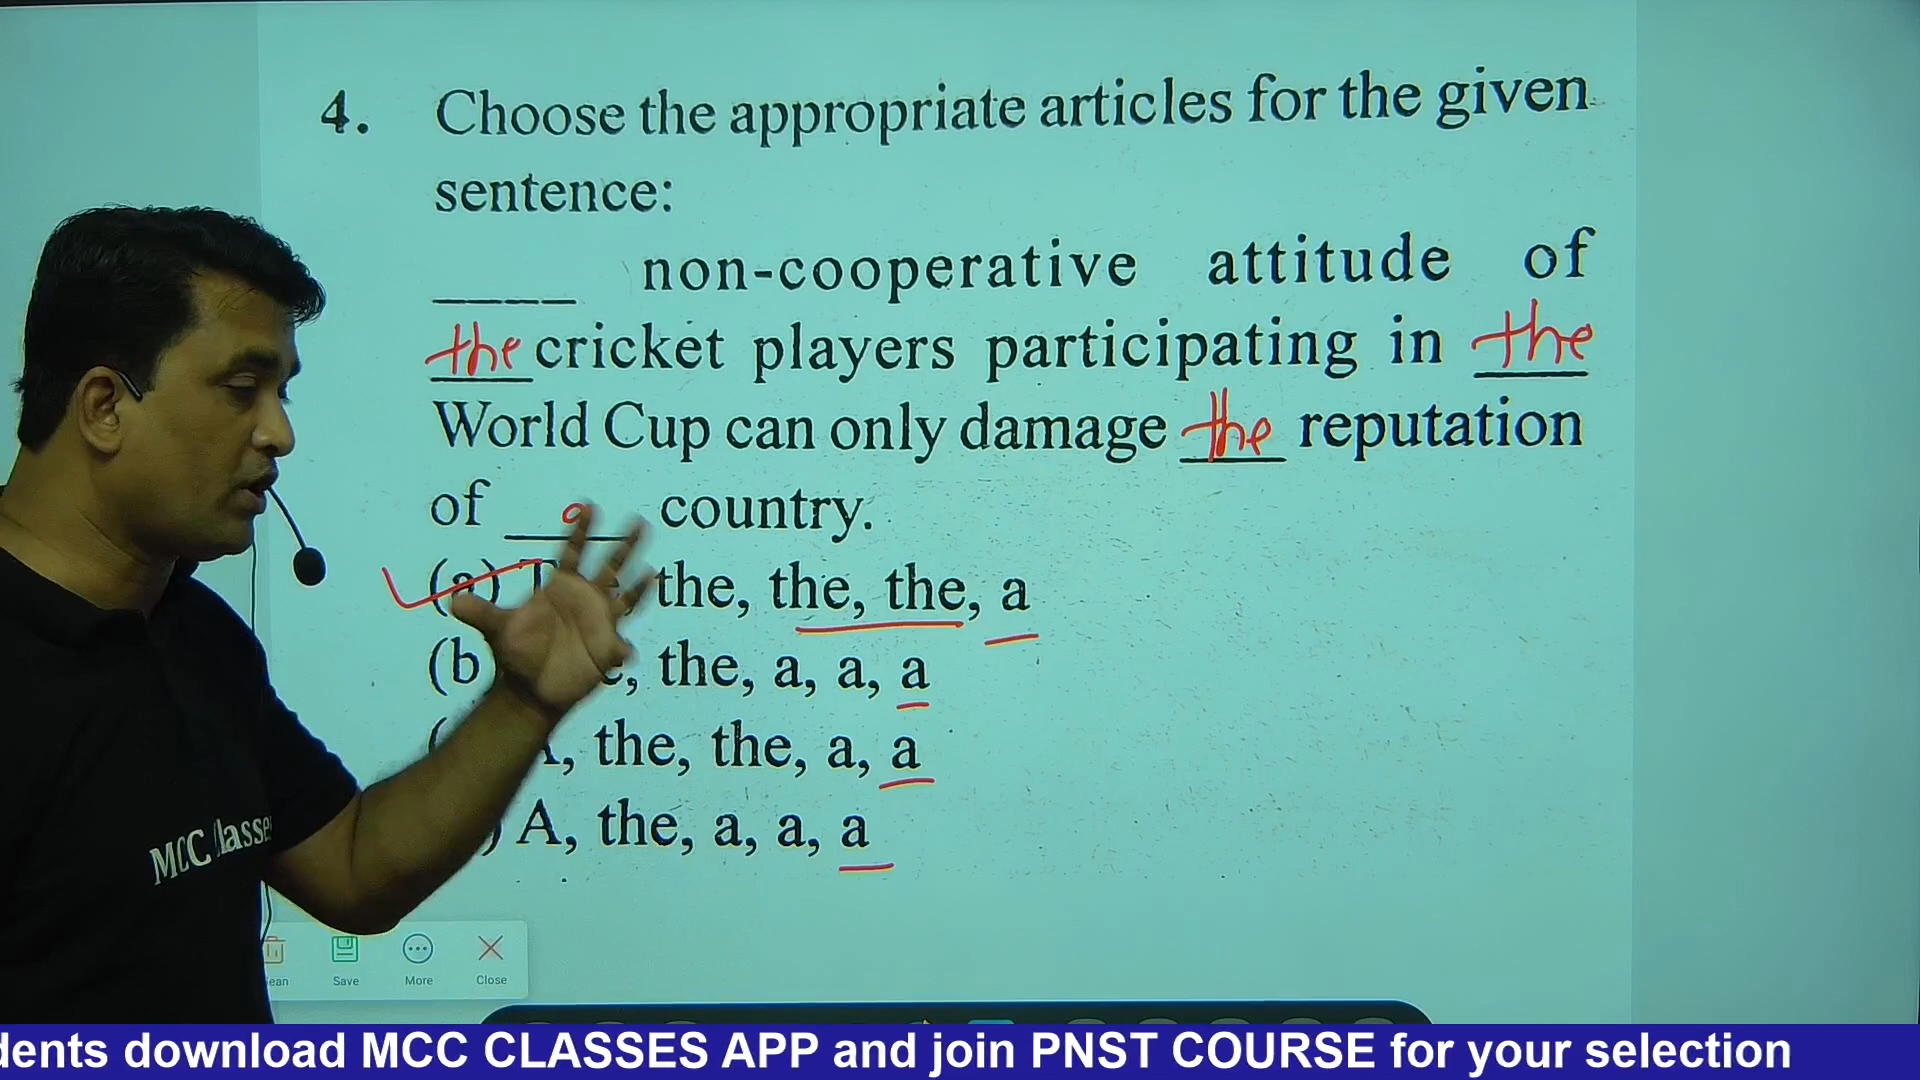 4. Choose the appropriate articles for the given
sentence:
____ non-cooperative attitude of
the cricket players participating in the
World Cup can only damage the reputation
of a country.
(a) the, the, the, a
(b the, a, a, a
the, the, a, a
A, the, a, a, a
MCC Classes
Save
More
Close
download MCC CLASSES APP and join PNST COURSE for your selection